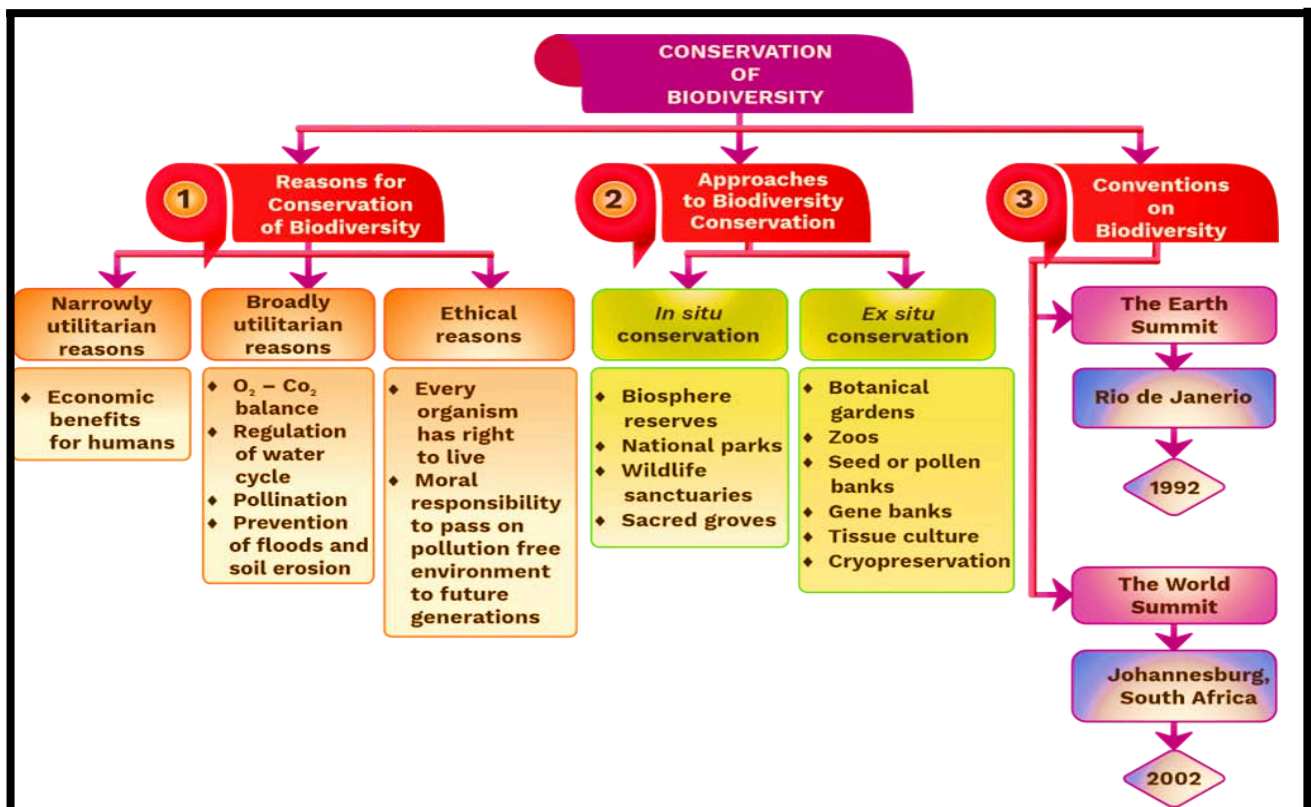 CONSERVATION
OF
BIODIVERSITY
1
Reasons for
Conservation
of Biodiversity
Narrowly
utilitarian
reasons
◆ Economic
benefits
for humans
Broadly
utilitarian
reasons
◆ O₂ – Co₂
balance
◆ Regulation
of water
cycle
◆ Pollination
◆ Prevention
of floods and
soil erosion
Ethical
reasons
◆ Every
organism
has right
to live
◆ Moral
responsibility
to pass on
pollution free
environment
to future
generations
2
Approaches
to Biodiversity
Conservation
In situ
conservation
◆ Biosphere
reserves
◆ National parks
◆ Wildlife
sanctuaries
◆ Sacred groves
Ex situ
conservation
◆ Botanical
gardens
◆ Zoos
◆ Seed or pollen
banks
◆ Gene banks
◆ Tissue culture
◆ Cryopreservation
3
Conventions
on
Biodiversity
The Earth
Summit
Rio de Janerio
1992
The World
Summit
Johannesburg,
South Africa
2002